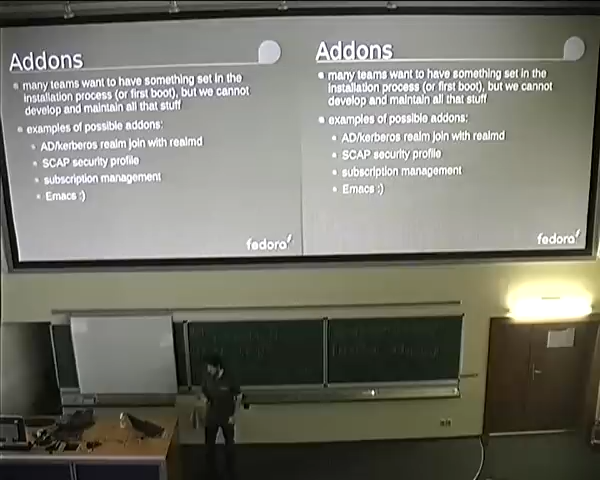 Addons
many teams want to have something set in the
installation process (or first boot), but we cannot
develop and maintain all that stuff
examples of possible addons:
AD/kerberos realm join with realmd
SCAP security profile
subscription management
Emacs :)
fedora
Addons
many teams want to have something set in the
installation process (or first boot), but we cannot
develop and maintain all that stuff
examples of possible addons:
AD/kerberos realm join with realmd
SCAP security profile
subscription management
Emacs :)
fedora